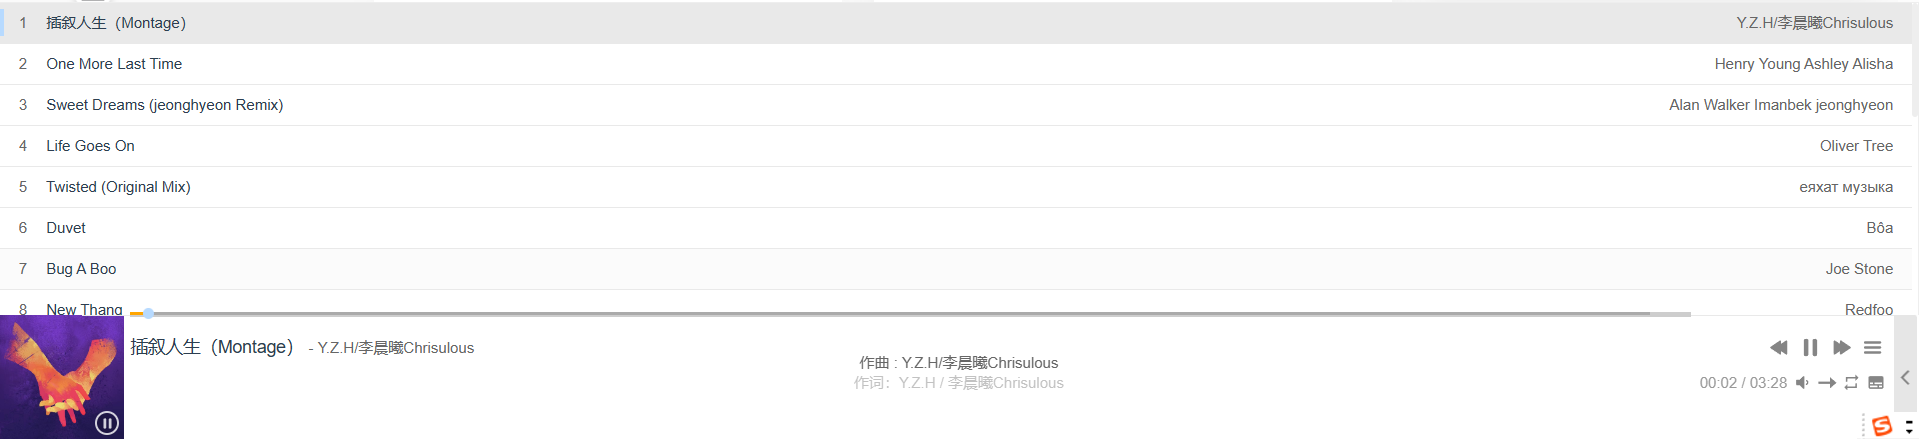 1 插叙人生（Montage） Y.Z.H/李晨曦Chrisulous
2 One More Last Time Henry Young Ashley Alisha
3 Sweet Dreams (jeonghyeon Remix) Alan Walker Imanbek jeonghyeon
4 Life Goes On Oliver Tree
5 Twisted (Original Mix) еяхат музыка
6 Duvet Bôa
7 Bug A Boo Joe Stone
8 New Thang Redfoo
插叙人生（Montage） - Y.Z.H/李晨曦Chrisulous
作曲 : Y.Z.H/李晨曦Chrisulous
作词：Y.Z.H / 李晨曦Chrisulous
00:02 / 03:28